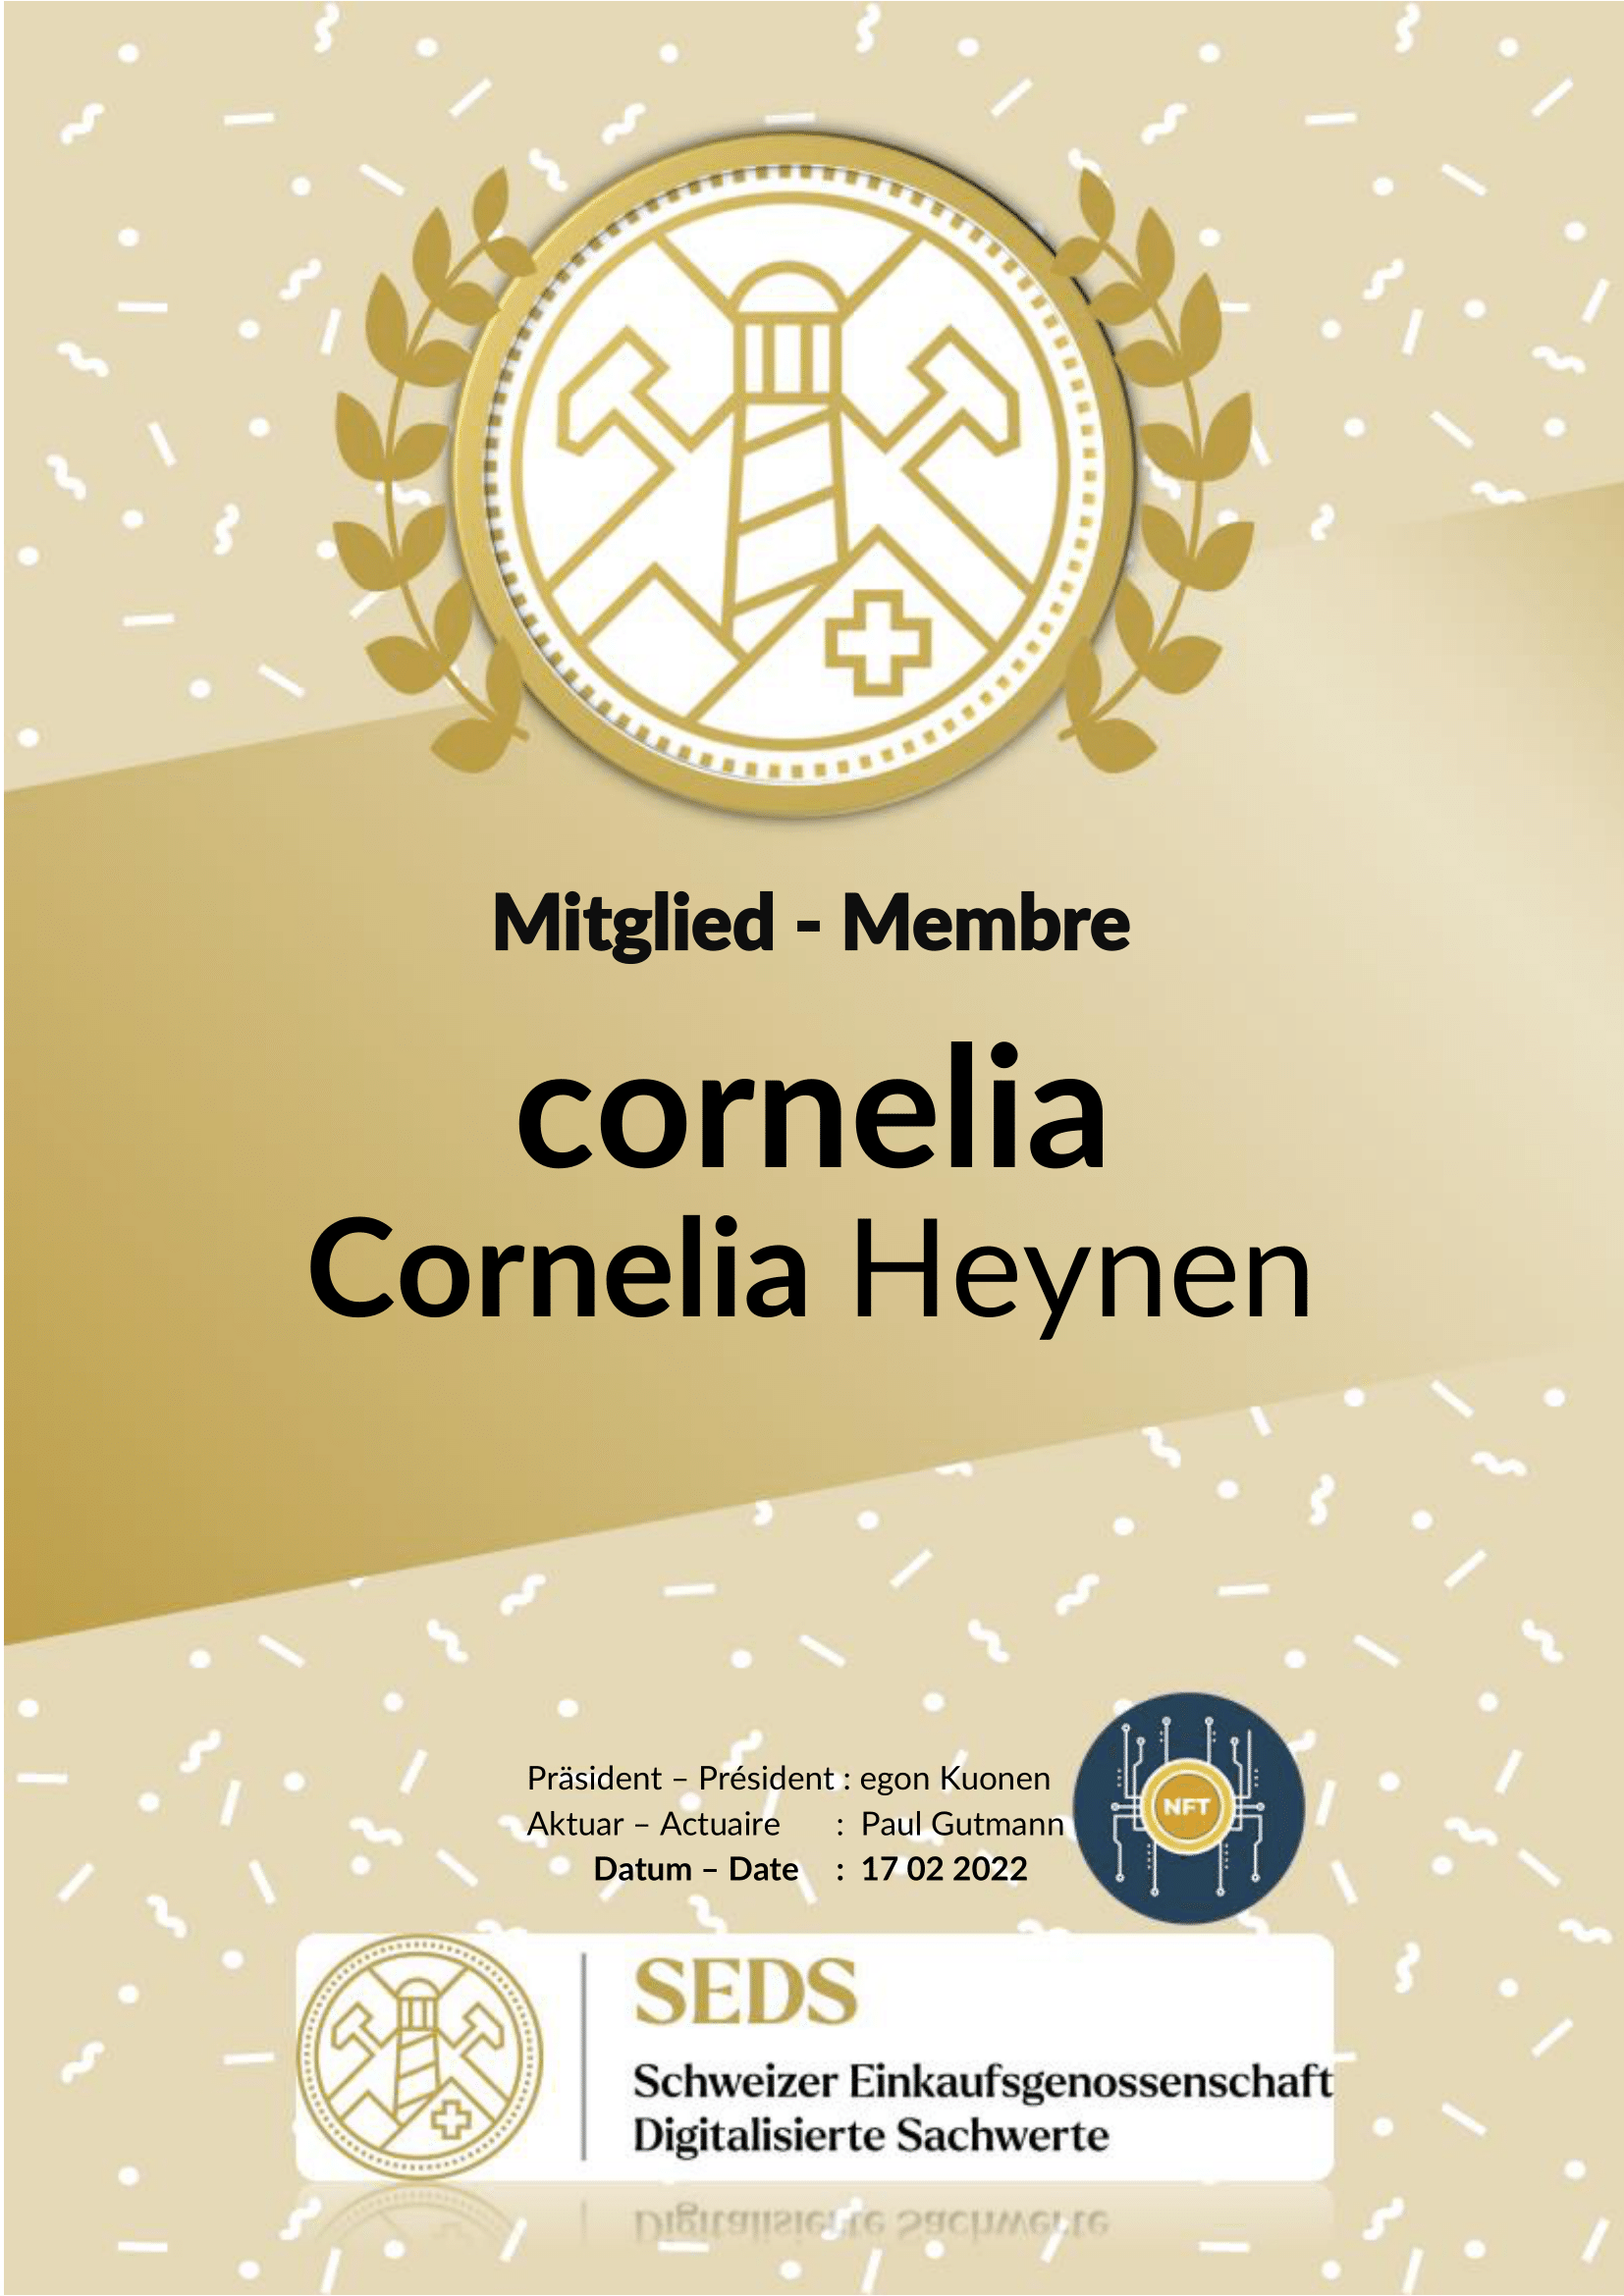 Mitglied - Membre
cornelia
Cornelia Heynen
Präsident – Président : egon Kuonen
Aktuar – Actuaire : Paul Gutmann
Datum – Date : 17 02 2022
NFT
SEDS
Schweizer Einkaufsgenossenschaft
Digitalisierte Sachwerte